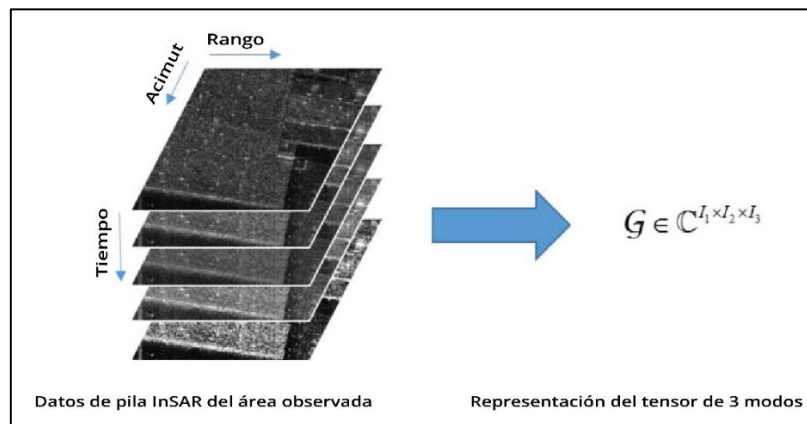 Rango
Acimut
Tiempo
𝒢 ∈ ℂ^{I₁×I₂×I₃}
Datos de pila InSAR del área observada
Representación del tensor de 3 modos